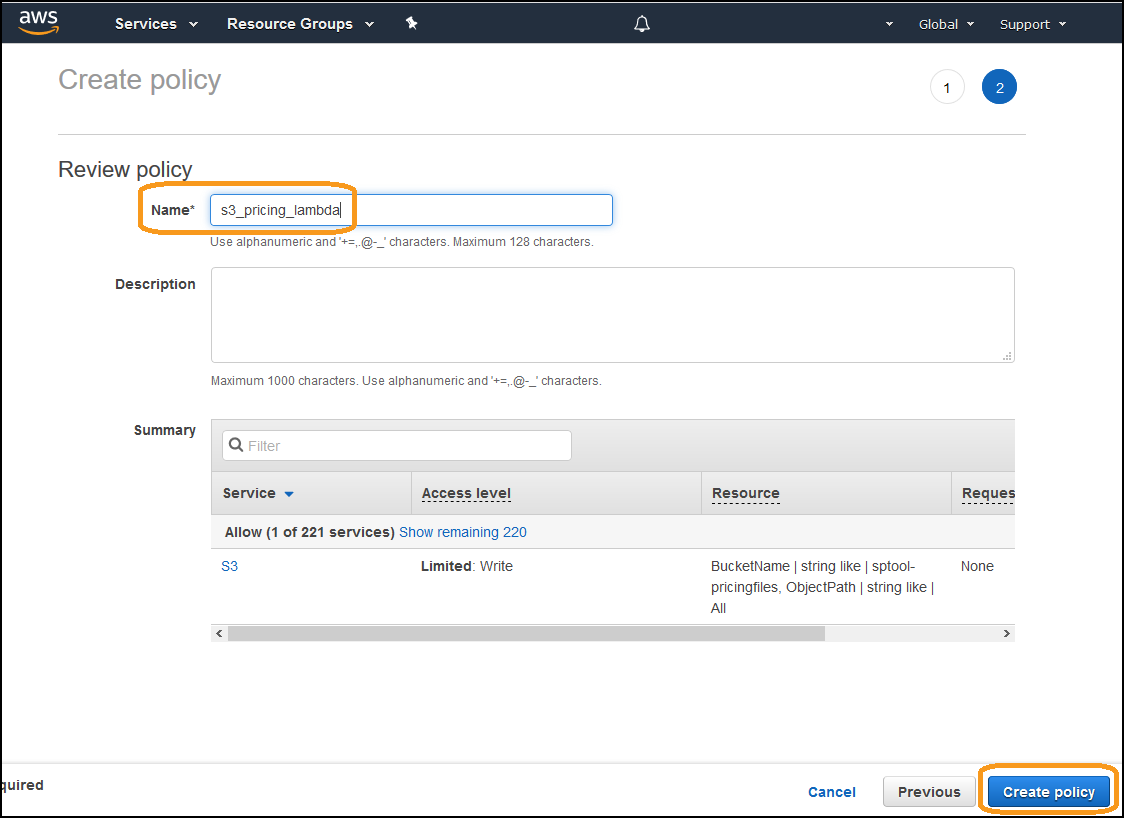 aws Services Resource Groups Global Support
Create policy
1 2
Review policy
Name* s3_pricing_lambda
Use alphanumeric and '+=,.@-_' characters. Maximum 128 characters.
Description
Maximum 1000 characters. Use alphanumeric and '+=,.@-_' characters.
Summary
Filter
Service Access level Resource Reques
Allow (1 of 221 services) Show remaining 220
S3 Limited: Write BucketName | string like | sptool- None
pricingfiles, ObjectPath | string like |
All
quired Cancel Previous Create policy